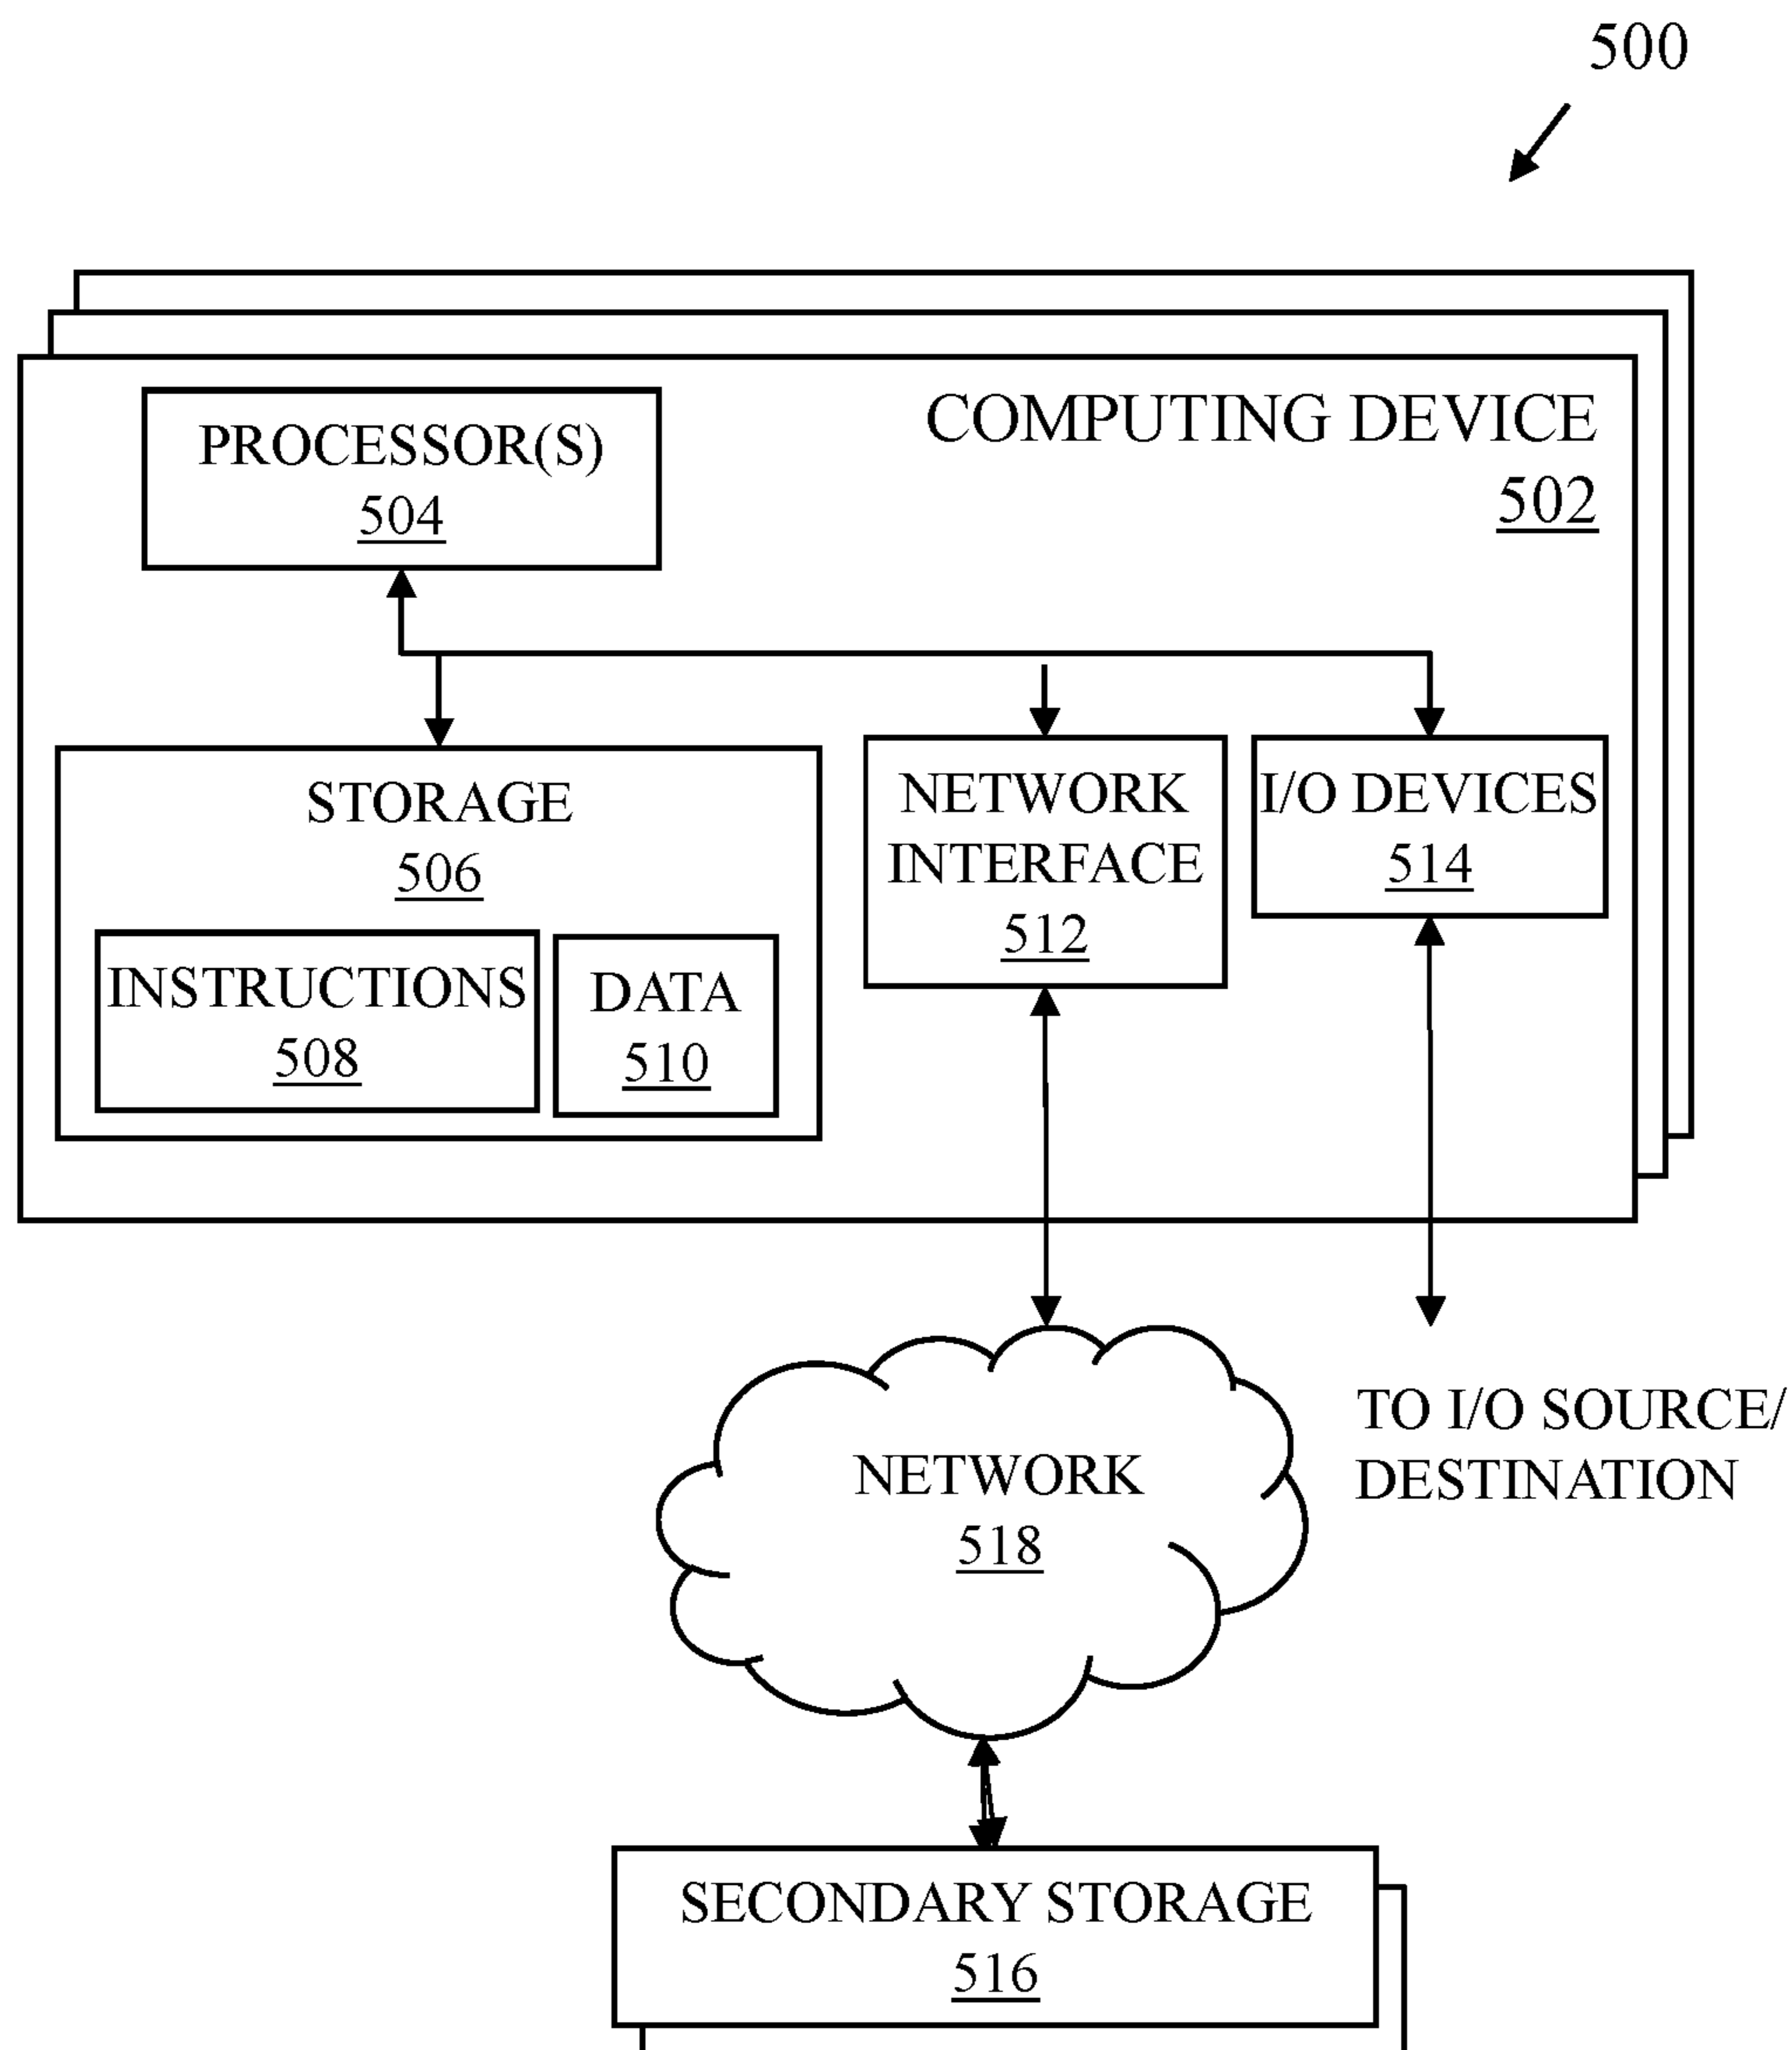 500
COMPUTING DEVICE
502
PROCESSOR(S)
504
STORAGE
506
INSTRUCTIONS
508
DATA
510
NETWORK
INTERFACE
512
I/O DEVICES
514
NETWORK
518
TO I/O SOURCE/
DESTINATION
SECONDARY STORAGE
516